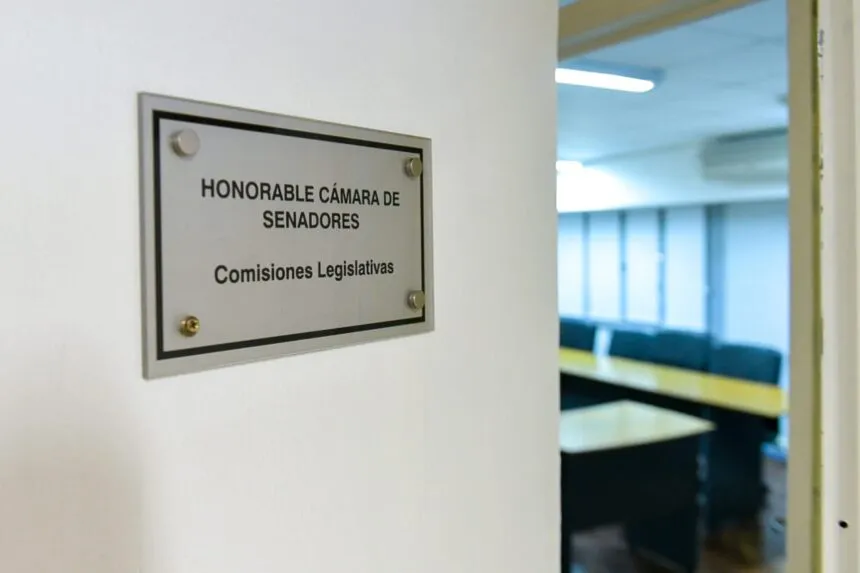 HONORABLE CÁMARA DE
SENADORES
Comisiones Legislativas